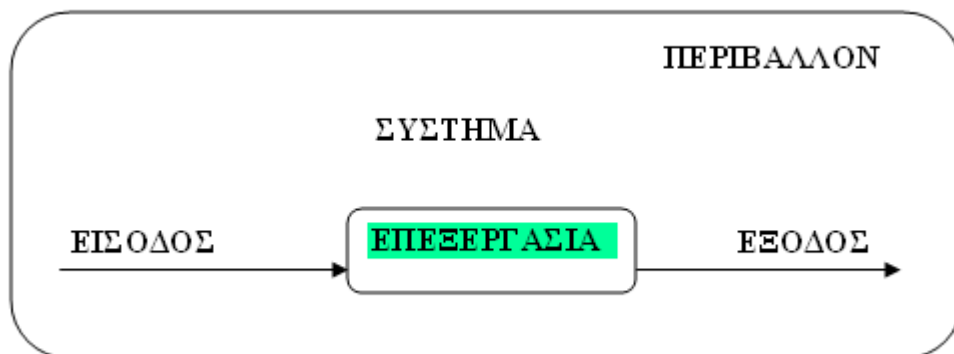 ΠΕΡΙΒΑΛΛΟΝ
ΣΥΣΤΗΜΑ
ΕΙΣΟΔΟΣ
ΕΠΕΞΕΡΓΑΣΙΑ
ΕΞΟΔΟΣ